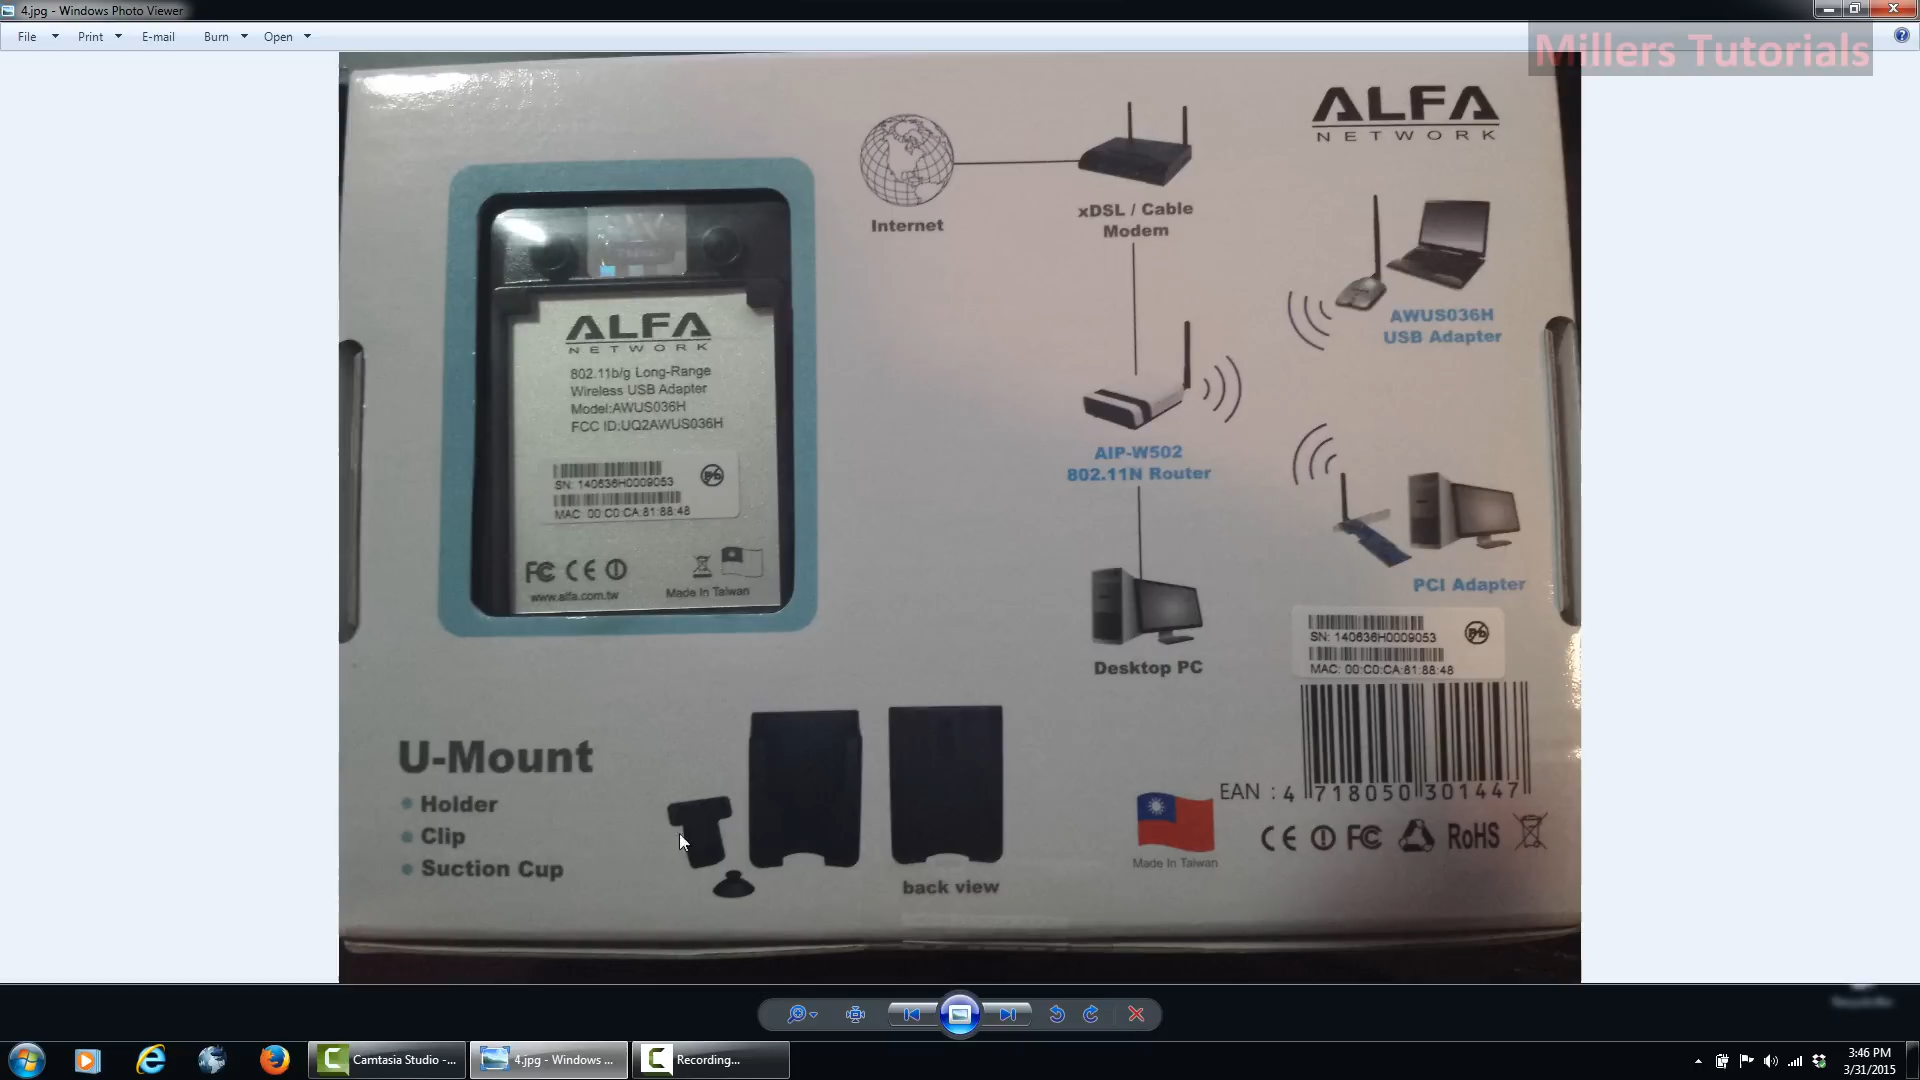 4.jpg - Windows Photo Viewer
File Print E-mail Burn Open
Millers Tutorials
ALFA
NETWORK
Internet
xDSL / Cable
Modem
AWUS036H
USB Adapter
ALFA
NETWORK
802.11b/g Long-Range
Wireless USB Adapter
Model:AWUS036H
FCC ID:UQ2AWUS036H
SN: 140636H0009053
MAC 00:C0:CA:81:88:48
FC CE
www.alfa.com.tw
Made In Taiwan
AIP-W502
802.11N Router
PCI Adapter
Desktop PC
SN: 140636H0009053
MAC: 00:C0:CA:81:88:48
EAN : 4 718050 301447
CE FC RoHS
Made In Taiwan
U-Mount
Holder
Clip
Suction Cup
back view
Camtasia Studio -...
4.jpg - Windows ...
Recording...
3:46 PM
3/31/2015